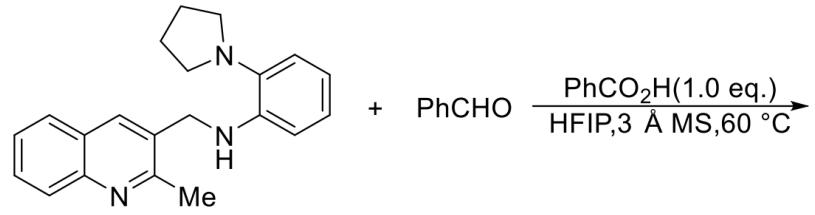 N
N
H
N
Me
+
PhCHO
PhCO₂H(1.0 eq.)
HFIP,3 Å MS,60 °C